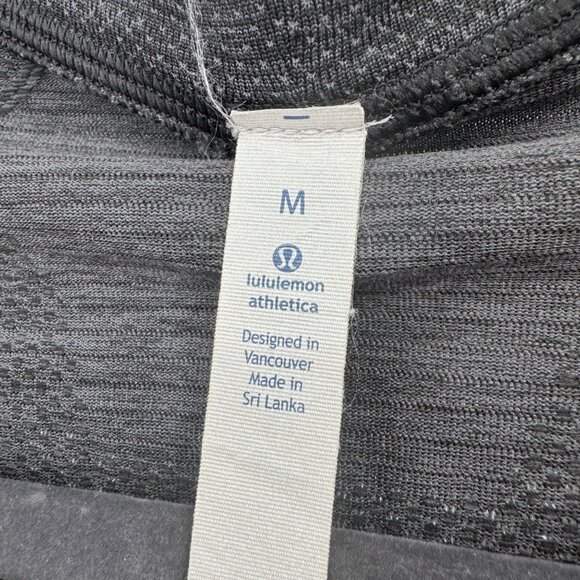 M
lululemon
athletica
Designed in
Vancouver
Made in
Sri Lanka